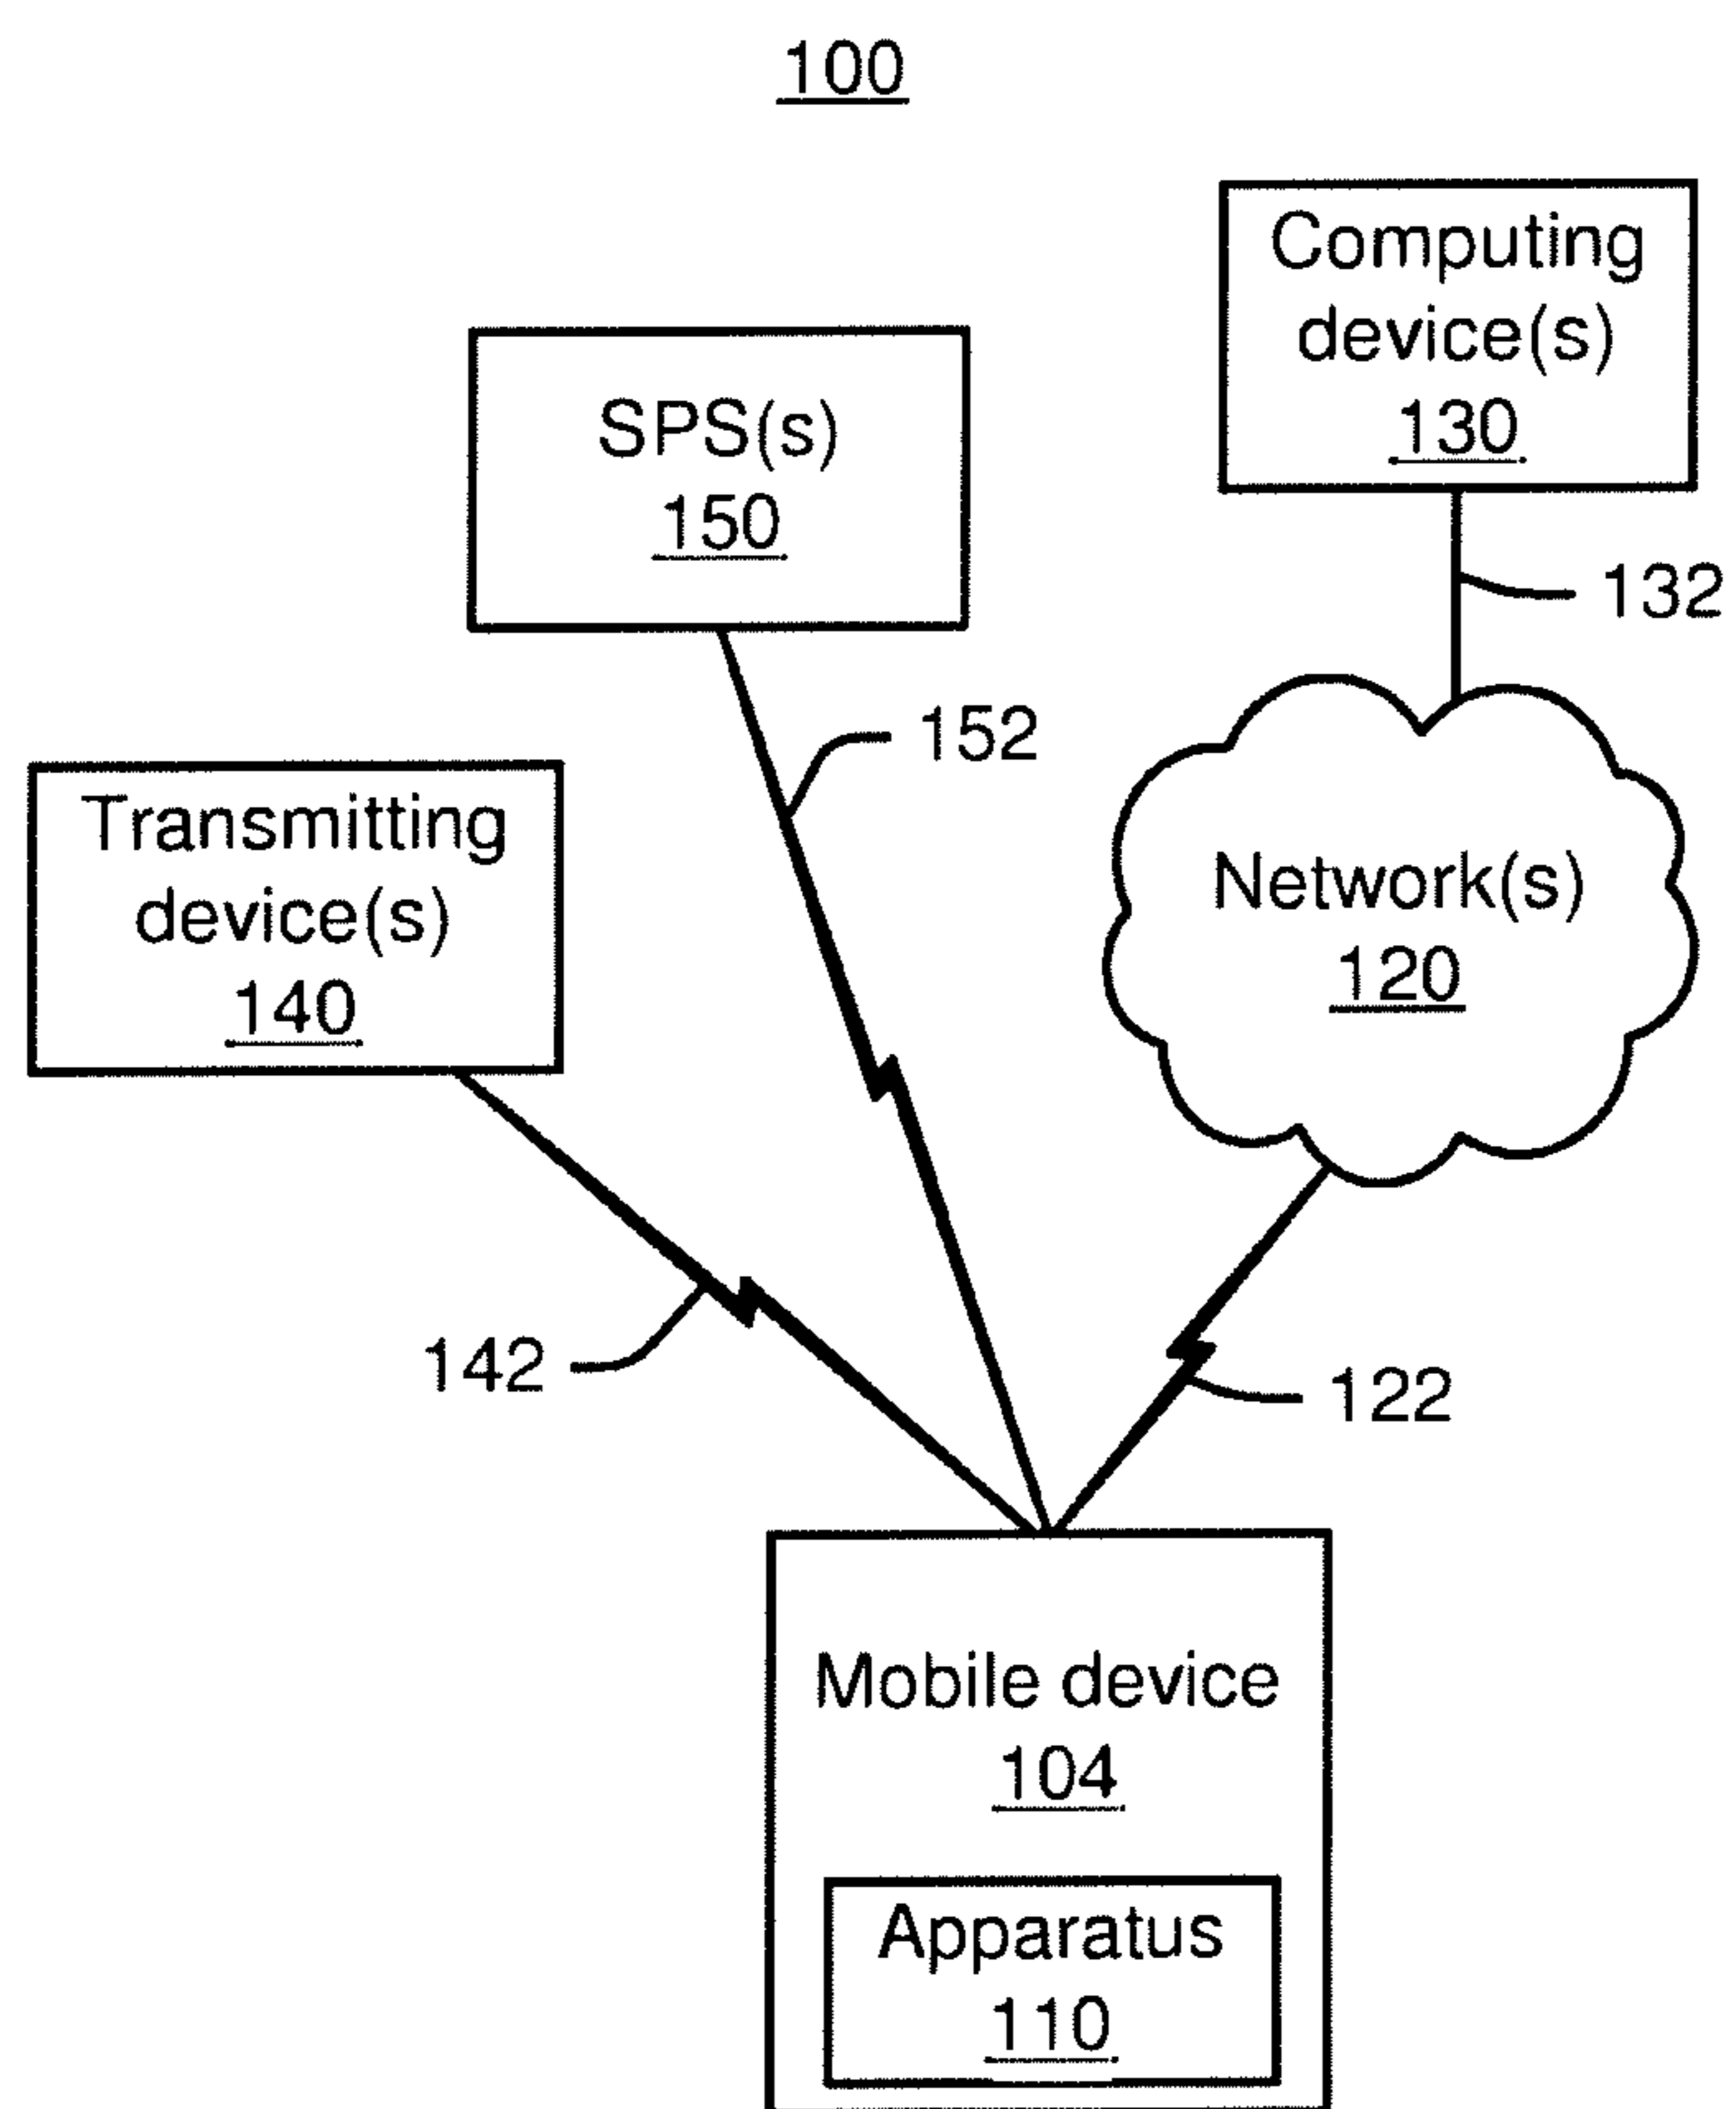 100
Computing
device(s)
130
SPS(s)
150
132
152
Transmitting
device(s)
140
Network(s)
120
142
122
Mobile device
104
Apparatus
110